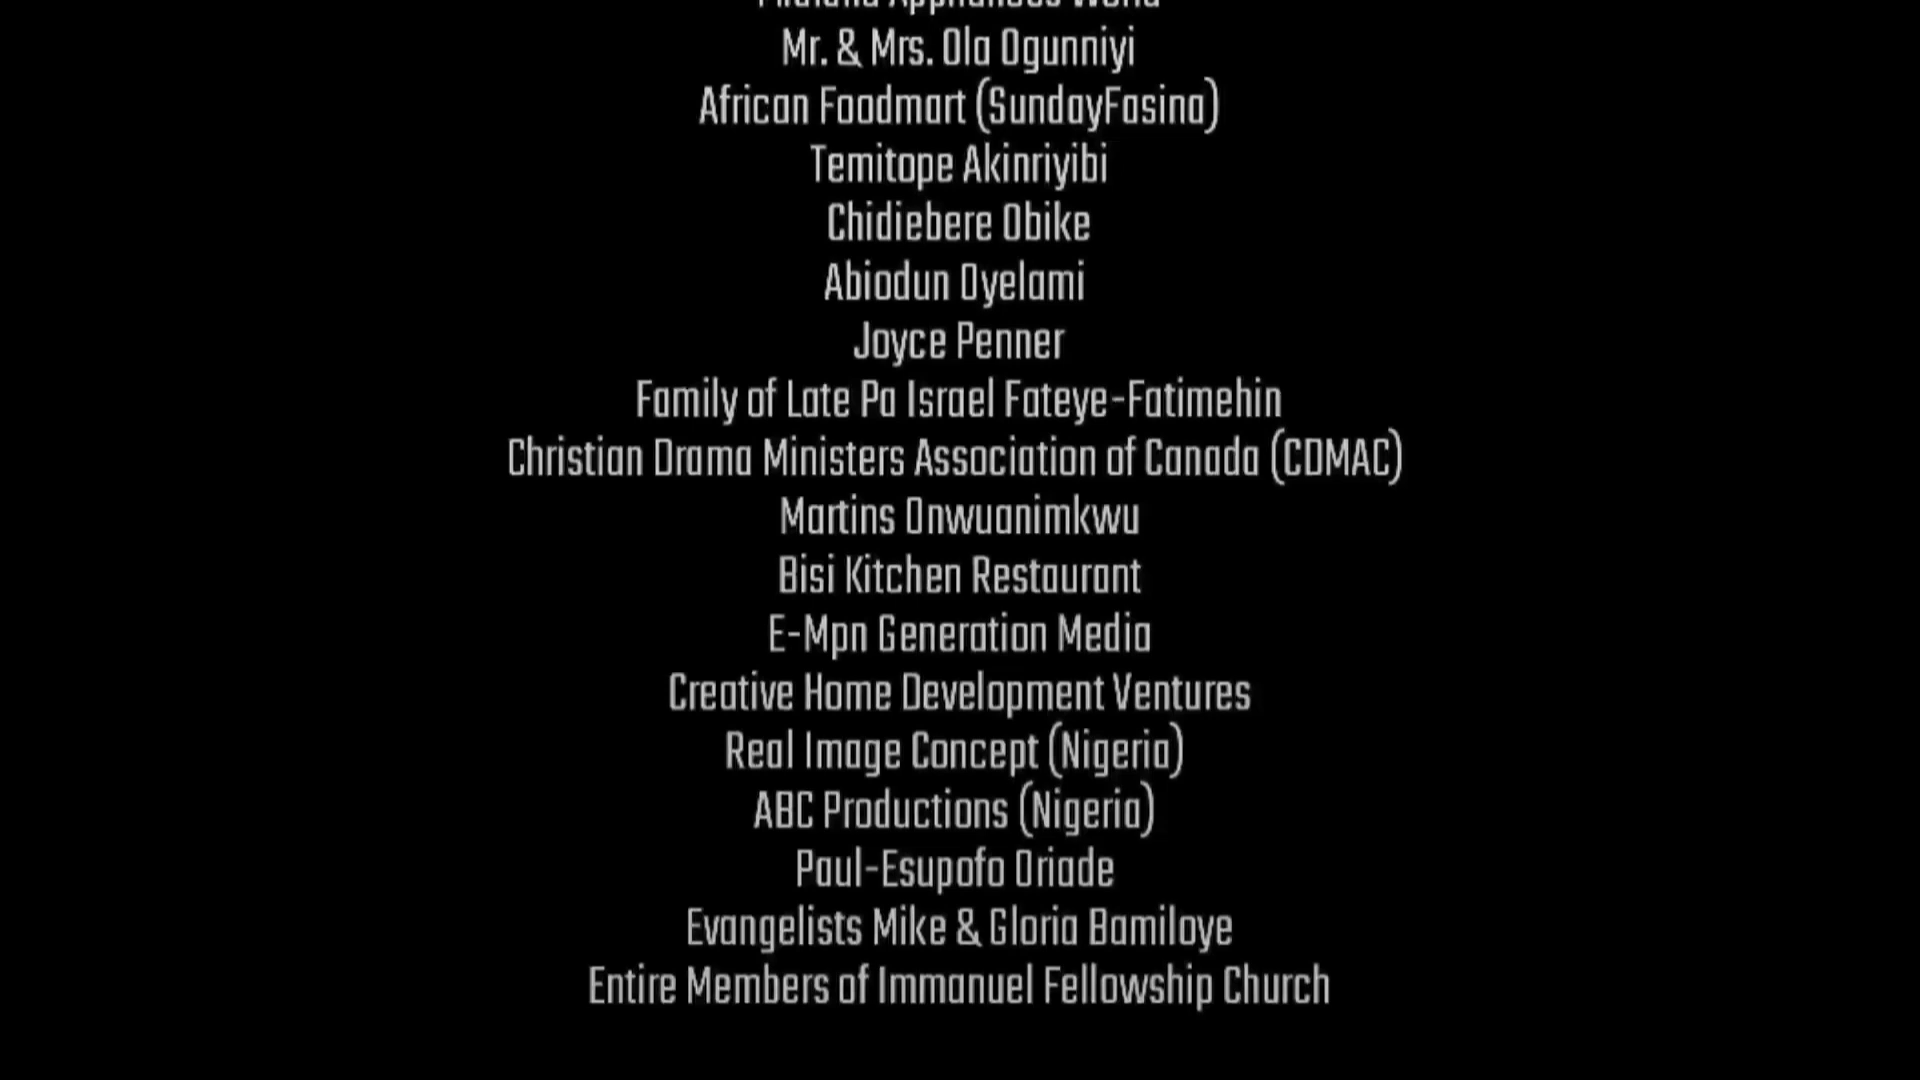 Appliances World
Mr. & Mrs. Ola Ogunniyi
African Foodmart (SundayFasina)
Temitope Akinriyibi
Chidiebere Obike
Abiodun Oyelami
Joyce Penner
Family of Late Pa Israel Fateye-Fatimehin
Christian Drama Ministers Association of Canada (CDMAC)
Martins Onwuanimkwu
Bisi Kitchen Restaurant
E-Mpn Generation Media
Creative Home Development Ventures
Real Image Concept (Nigeria)
ABC Productions (Nigeria)
Paul-Esupofo Oriade
Evangelists Mike & Gloria Bamiloye
Entire Members of Immanuel Fellowship Church